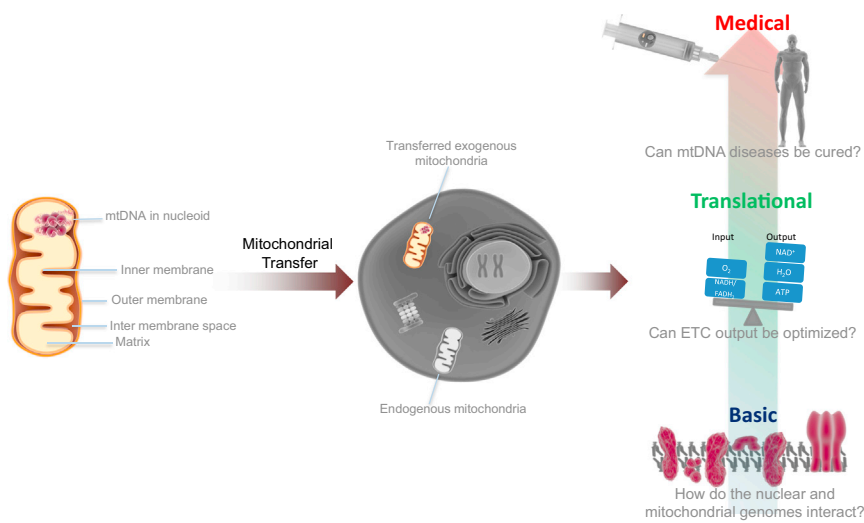 mtDNA in nucleoid
Inner membrane
Outer membrane
Inter membrane space
Matrix
Mitochondrial
Transfer
Transferred exogenous
mitochondria
Endogenous mitochondria
Medical
Can mtDNA diseases be cured?
Translational
Input
Output
O₂
NADH/
FADH₂
NAD⁺
H₂O
ATP
Can ETC output be optimized?
Basic
How do the nuclear and
mitochondrial genomes interact?